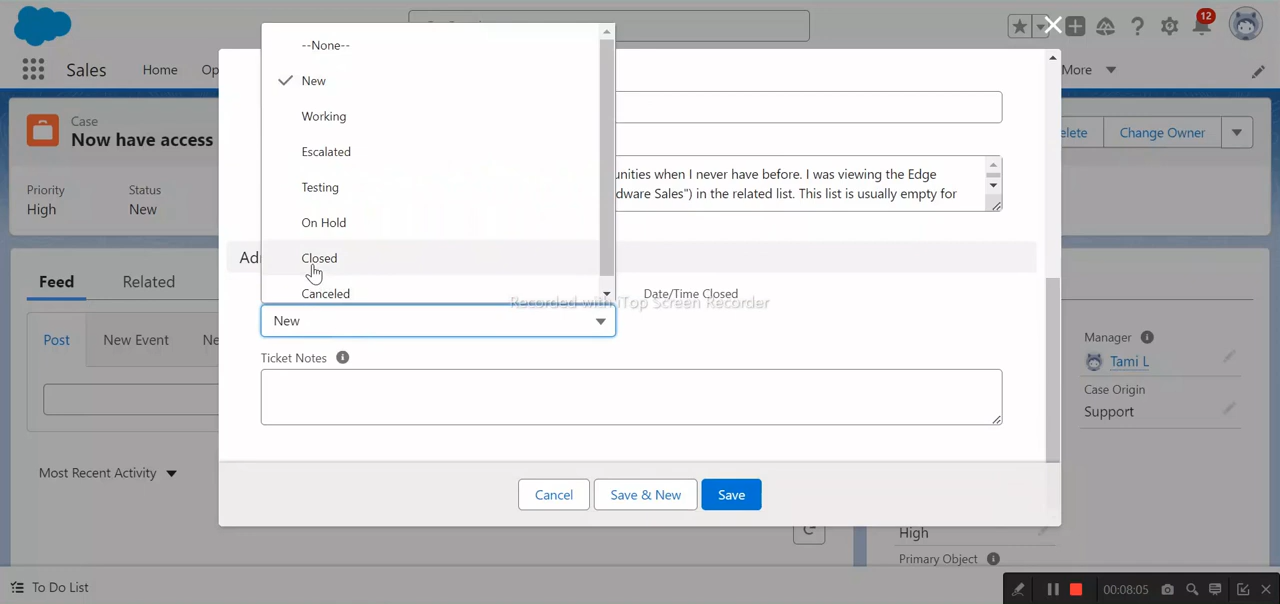 12
Sales
Home
Op
More
Case
Now have access
elete
Change Owner
Priority
High
Status
New
--None--
New
Working
Escalated
Testing
On Hold
Closed
Canceled
unities when I never have before. I was viewing the Edge
dware Sales") in the related list. This list is usually empty for
Ad
Date/Time Closed
Recorded with iTop Screen Recorder
New
Ticket Notes
Feed
Related
Post
New Event
Ne
Most Recent Activity
Manager
Tami L
Case Origin
Support
Cancel
Save & New
Save
High
Primary Object
To Do List
00:08:05